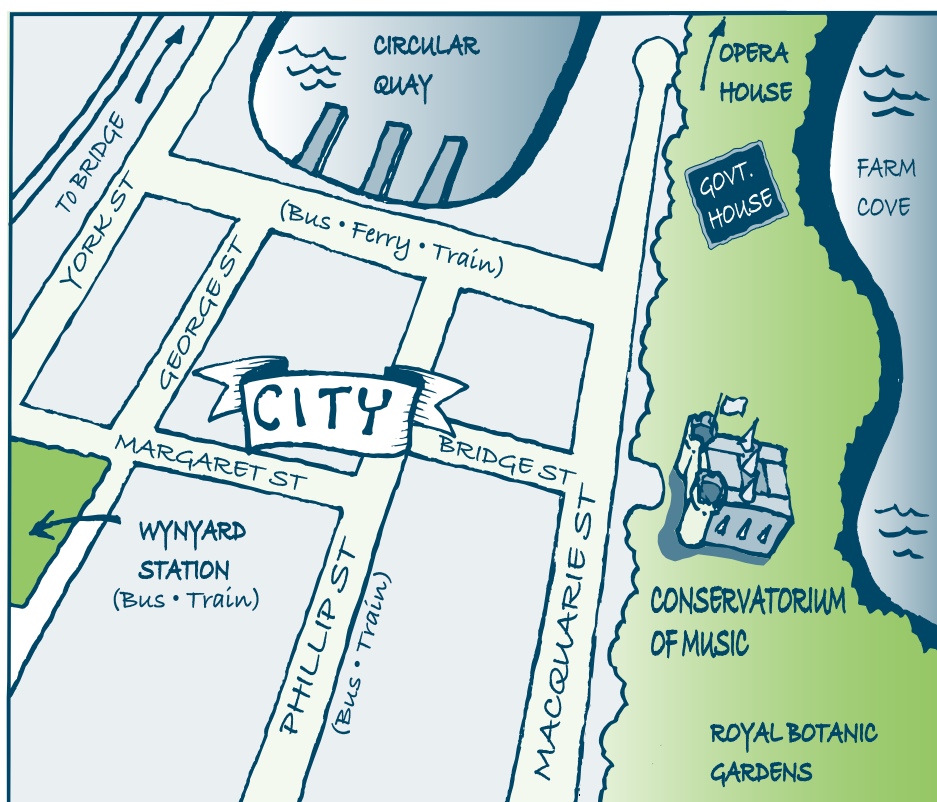 CIRCULAR
QUAY
OPERA
HOUSE
TO BRIDGE
FARM
COVE
GOVT.
HOUSE
YORK ST
(Bus • Ferry • Train)
GEORGE ST
CITY
MARGARET ST
BRIDGE ST
WYNYARD
STATION
(Bus • Train)
PHILLIP ST
(Bus • Train)
MACQUARIE ST
CONSERVATORIUM
OF MUSIC
ROYAL BOTANIC
GARDENS